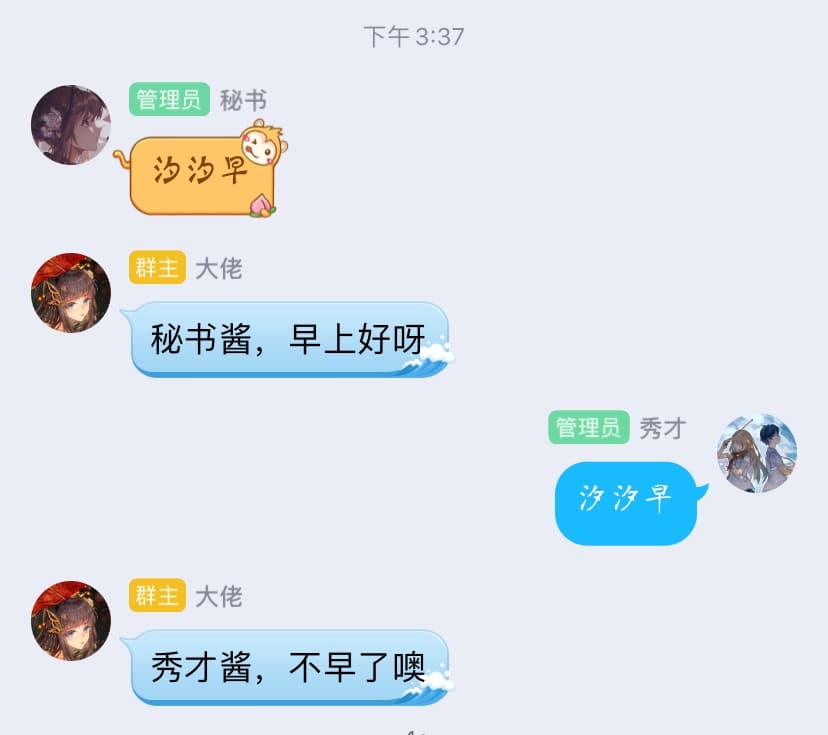 下午 3:37
管理员 秘书
汐汐早
群主 大佬
秘书酱，早上好呀
管理员 秀才
汐汐早
群主 大佬
秀才酱，不早了噢